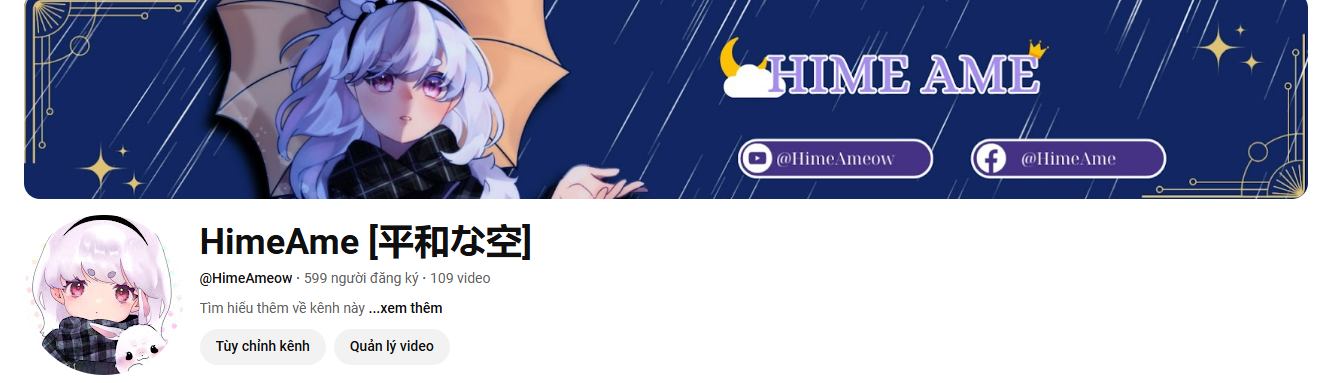 HIME AME
@HimeAmeow @HimeAme
HimeAme [平和な空]
@HimeAmeow · 599 người đăng ký · 109 video
Tìm hiểu thêm về kênh này ...xem thêm
Tùy chỉnh kênh Quản lý video